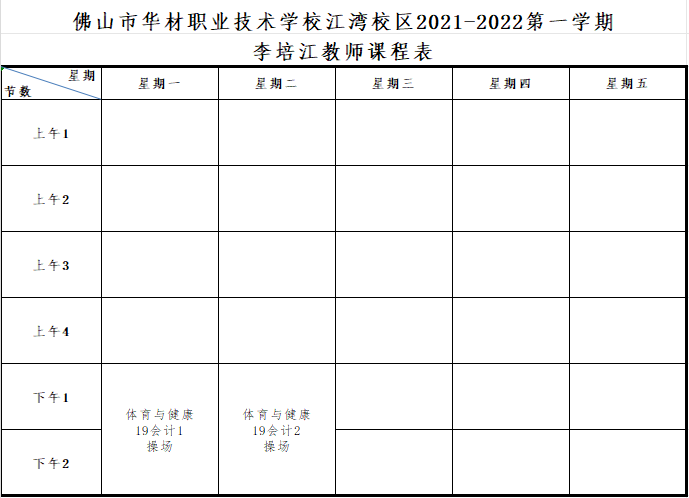 佛山市华材职业技术学校江湾校区2021-2022第一学期
李培江教师课程表
星期
节数
星期一
星期二
星期三
星期四
星期五
上午1
上午2
上午3
上午4
下午1
体育与健康
19会计1
操场
体育与健康
19会计2
操场
下午2